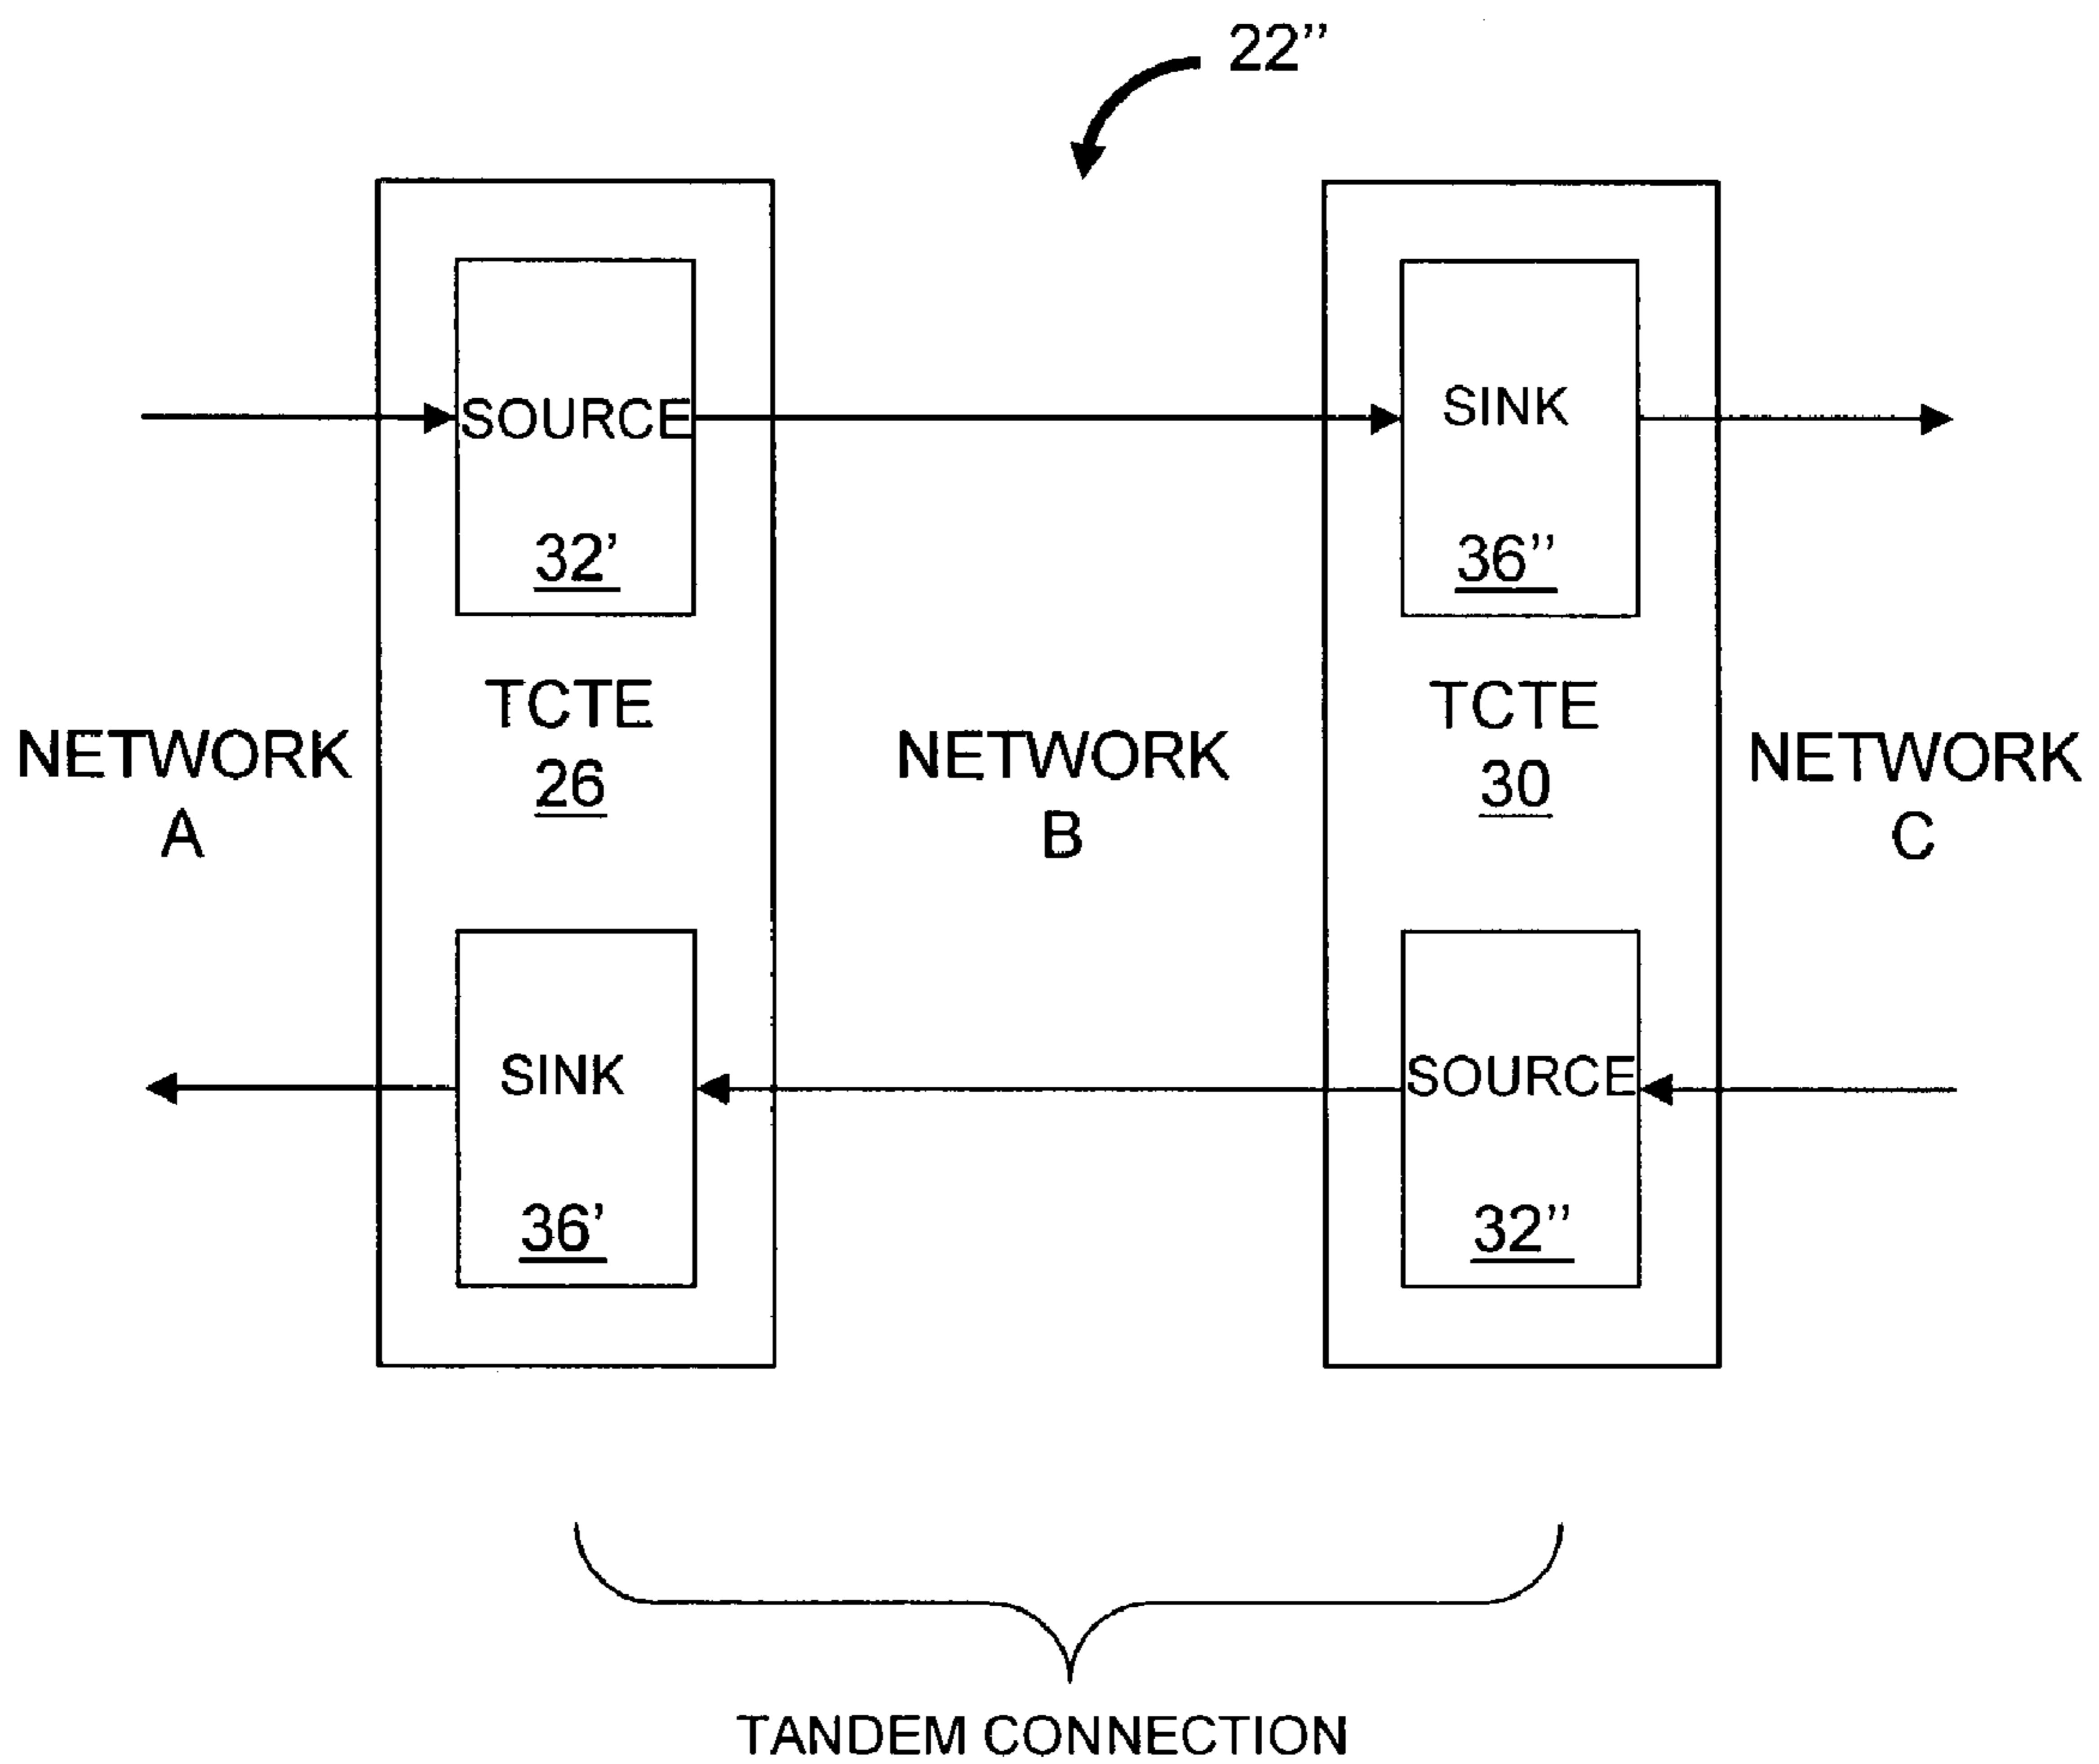 22”
SOURCE
32’
SINK
36”
TCTE
26
TCTE
30
NETWORK
A
NETWORK
B
NETWORK
C
SINK
36’
SOURCE
32”
TANDEM CONNECTION